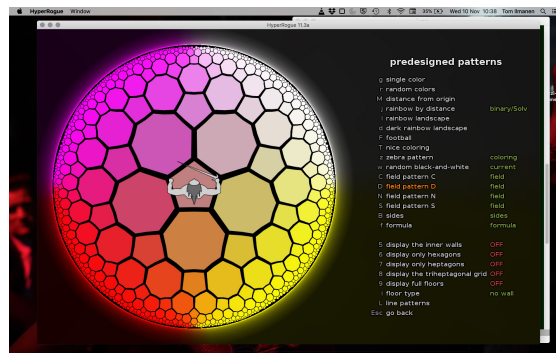 HyperRogue Window 35% Wed 10 Nov 10:38 Tom Ilmanen
HyperRogue 11.3a
predesigned patterns
g single color
r random colors
M distance from origin
j rainbow by distance binary/Solv
l rainbow landscape
d dark rainbow landscape
F football
T nice coloring
z zebra pattern coloring
w random black-and-white current
C field pattern C field
D field pattern D field
N field pattern N field
S field pattern S field
B sides sides
f formula formula
5 display the inner walls OFF
6 display only hexagons OFF
7 display only heptagons OFF
8 display the triheptagonal grid OFF
9 display full floors OFF
i floor type no wall
L line patterns
Esc go back